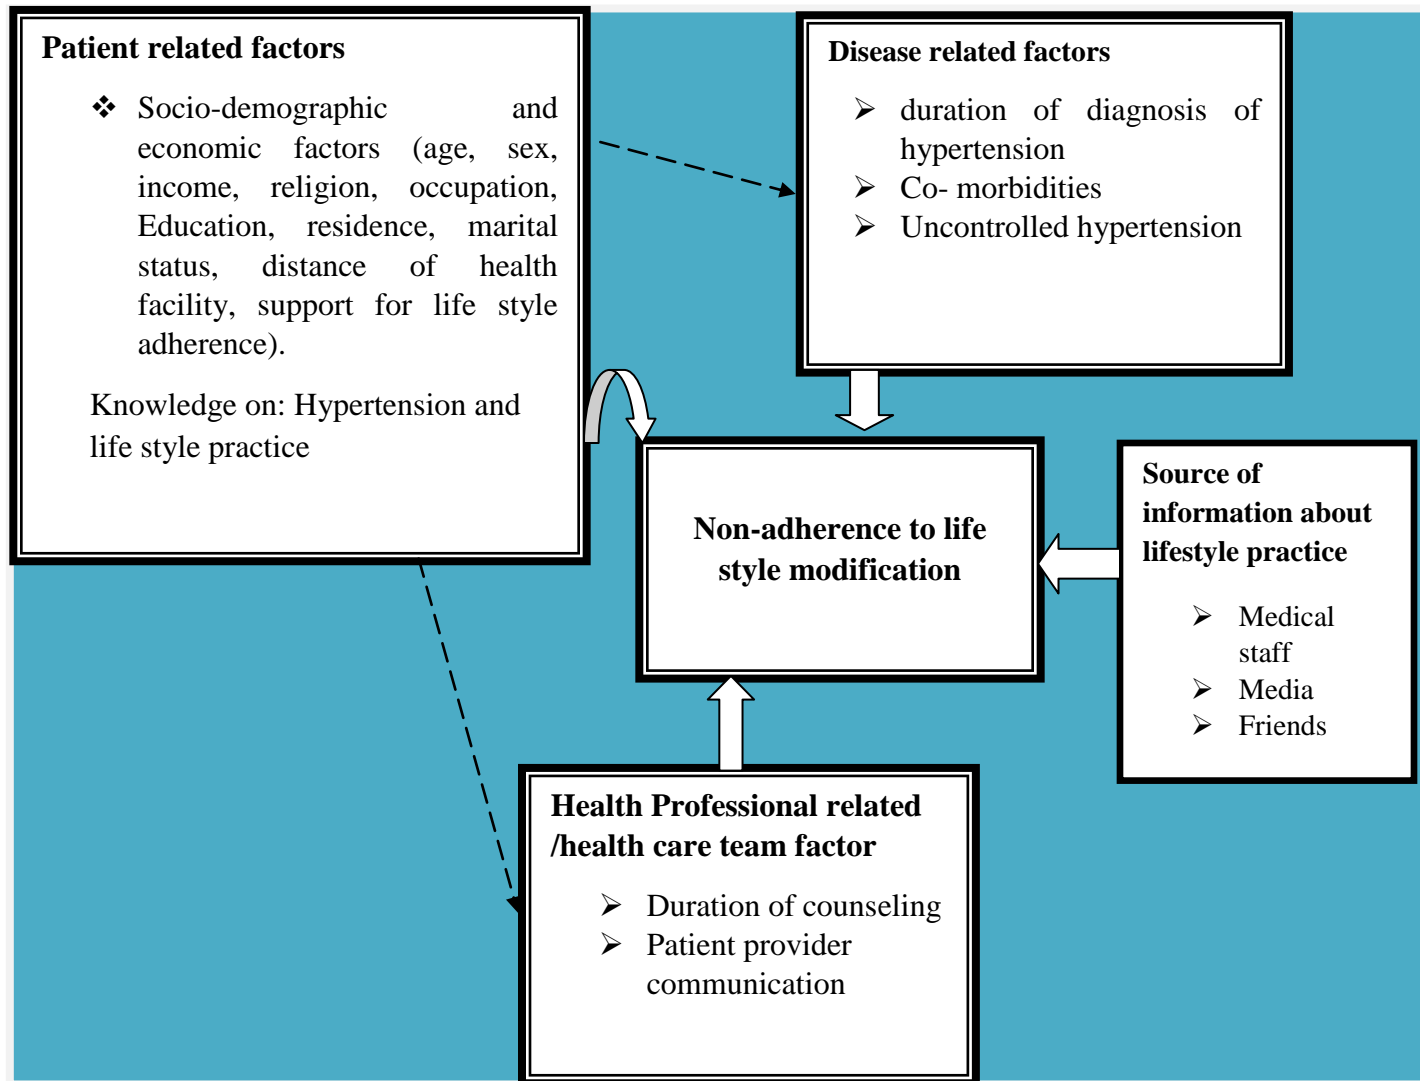 Patient related factors
❖ Socio-demographic and
economic factors (age, sex,
income, religion, occupation,
Education, residence, marital
status, distance of health
facility, support for life style
adherence).
Knowledge on: Hypertension and
life style practice
Disease related factors
➢ duration of diagnosis of
hypertension
➢ Co- morbidities
➢ Uncontrolled hypertension
Non-adherence to life
style modification
Source of
information about
lifestyle practice
➢ Medical
staff
➢ Media
➢ Friends
Health Professional related
/health care team factor
➢ Duration of counseling
➢ Patient provider
communication